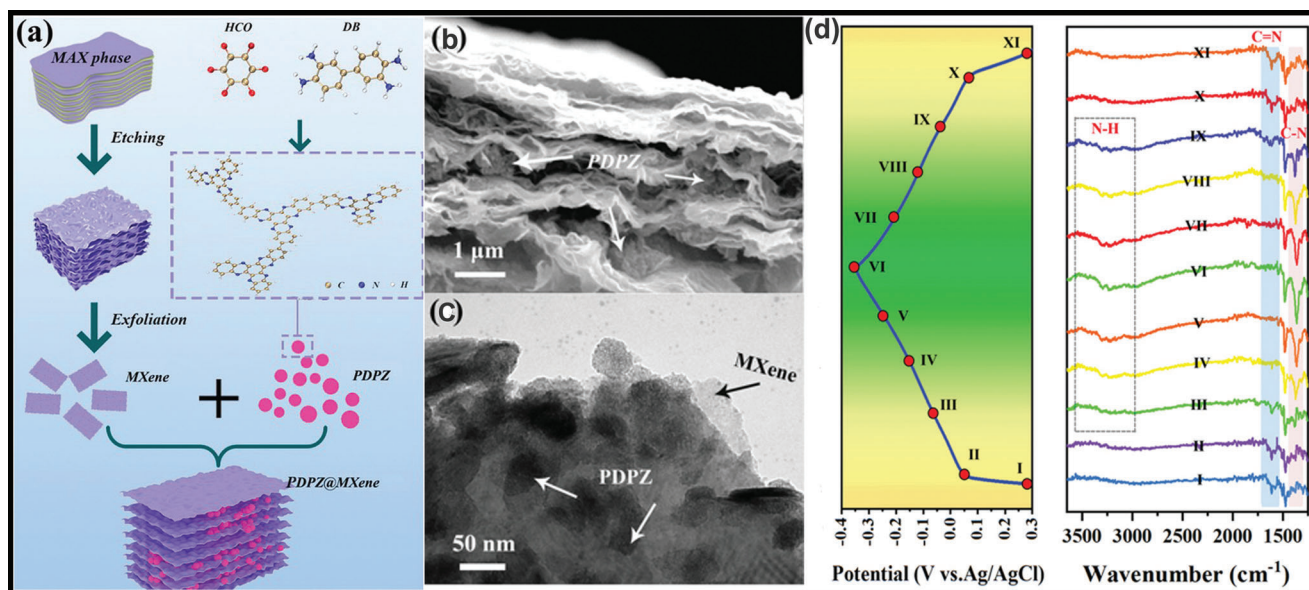 (a)
HCO
DB
MAX phase
Etching
C N H
Exfoliation
MXene
PDPZ
PDPZ@MXene
(b)
PDPZ
1 μm
(c)
MXene
PDPZ
50 nm
(d)
XI
X
IX
VIII
VII
VI
V
IV
III
II
I
-0.4 -0.3 -0.2 -0.1 0.0 0.1 0.2 0.3
Potential (V vs.Ag/AgCl)
C=N
XI
X
N-H
C-N
IX
VIII
VII
VI
V
IV
III
II
I
3500 3000 2500 2000 1500
Wavenumber (cm⁻¹)